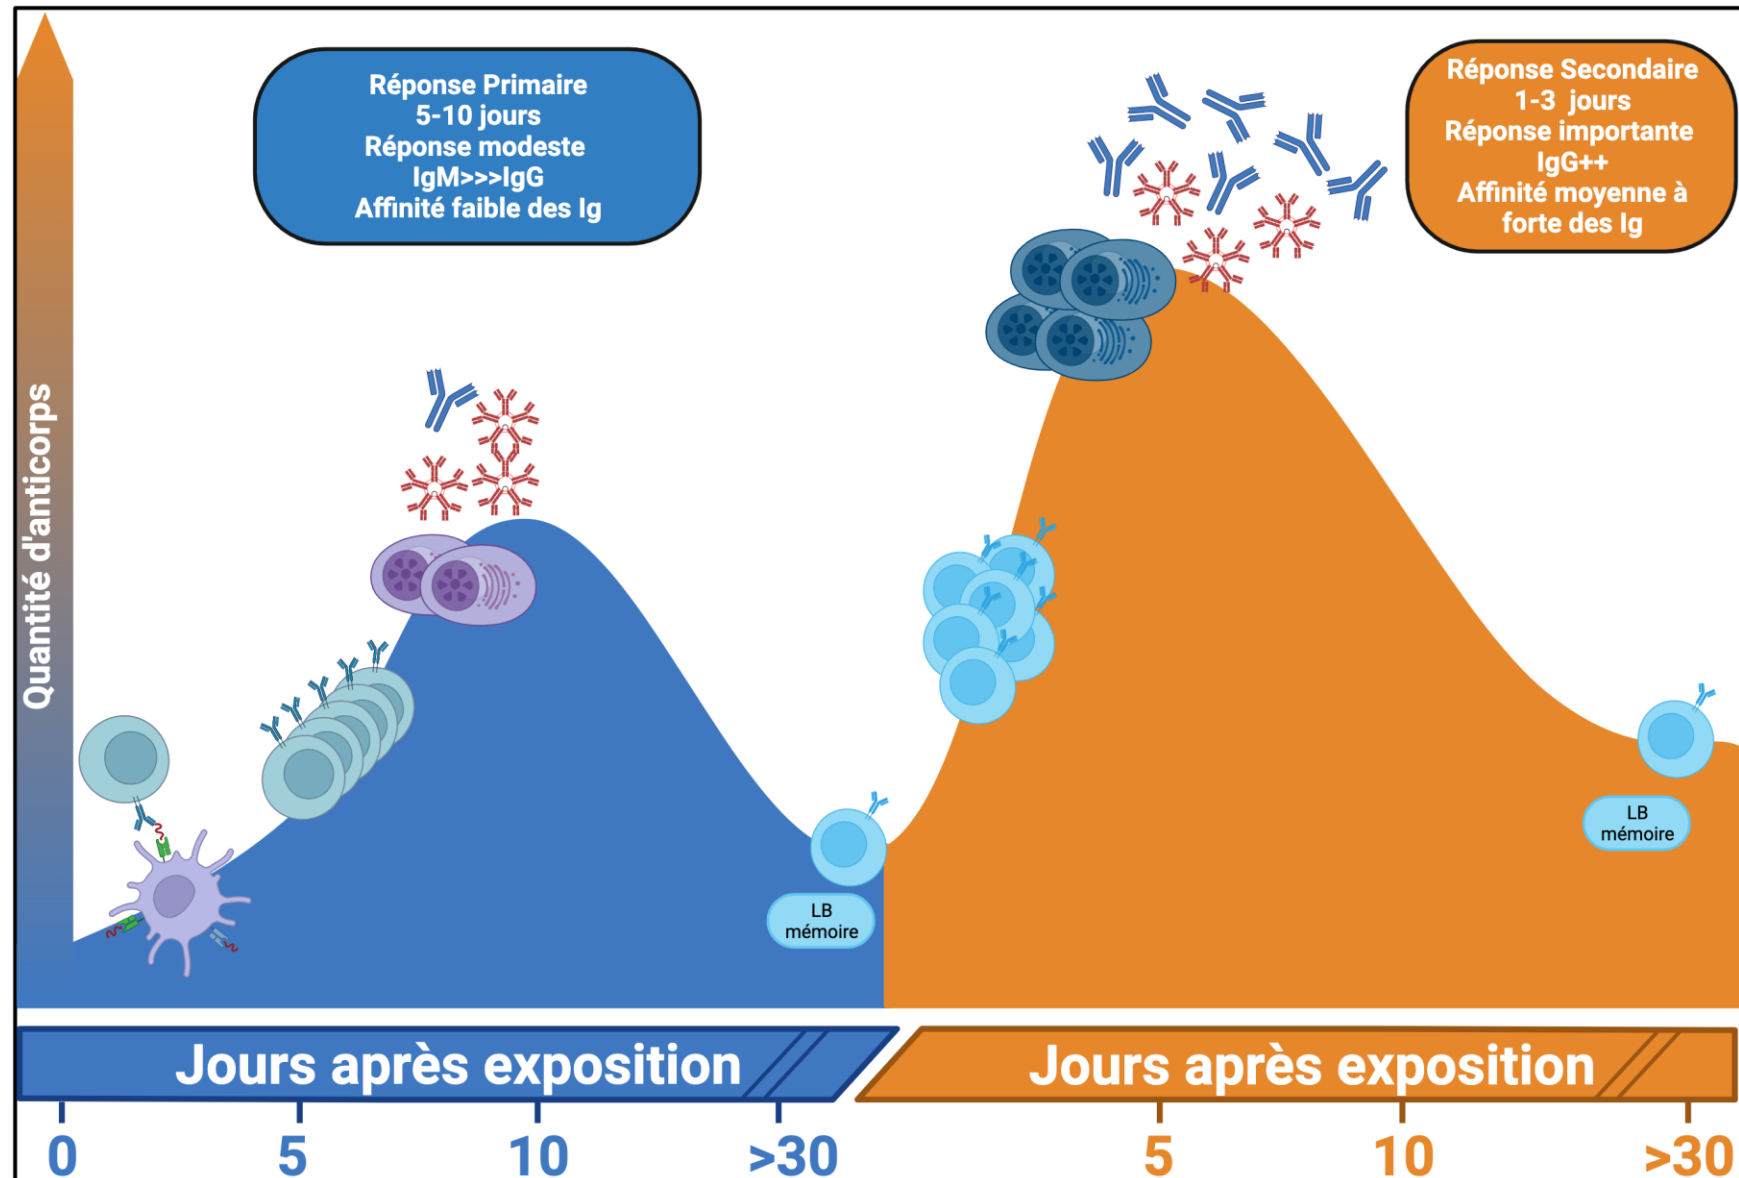 Réponse Primaire
5-10 jours
Réponse modeste
IgM>>>IgG
Affinité faible des Ig
Réponse Secondaire
1-3 jours
Réponse importante
IgG++
Affinité moyenne à
forte des Ig
Quantité d'anticorps
LB
mémoire
LB
mémoire
Jours après exposition
Jours après exposition
0 5 10 >30
5 10 >30